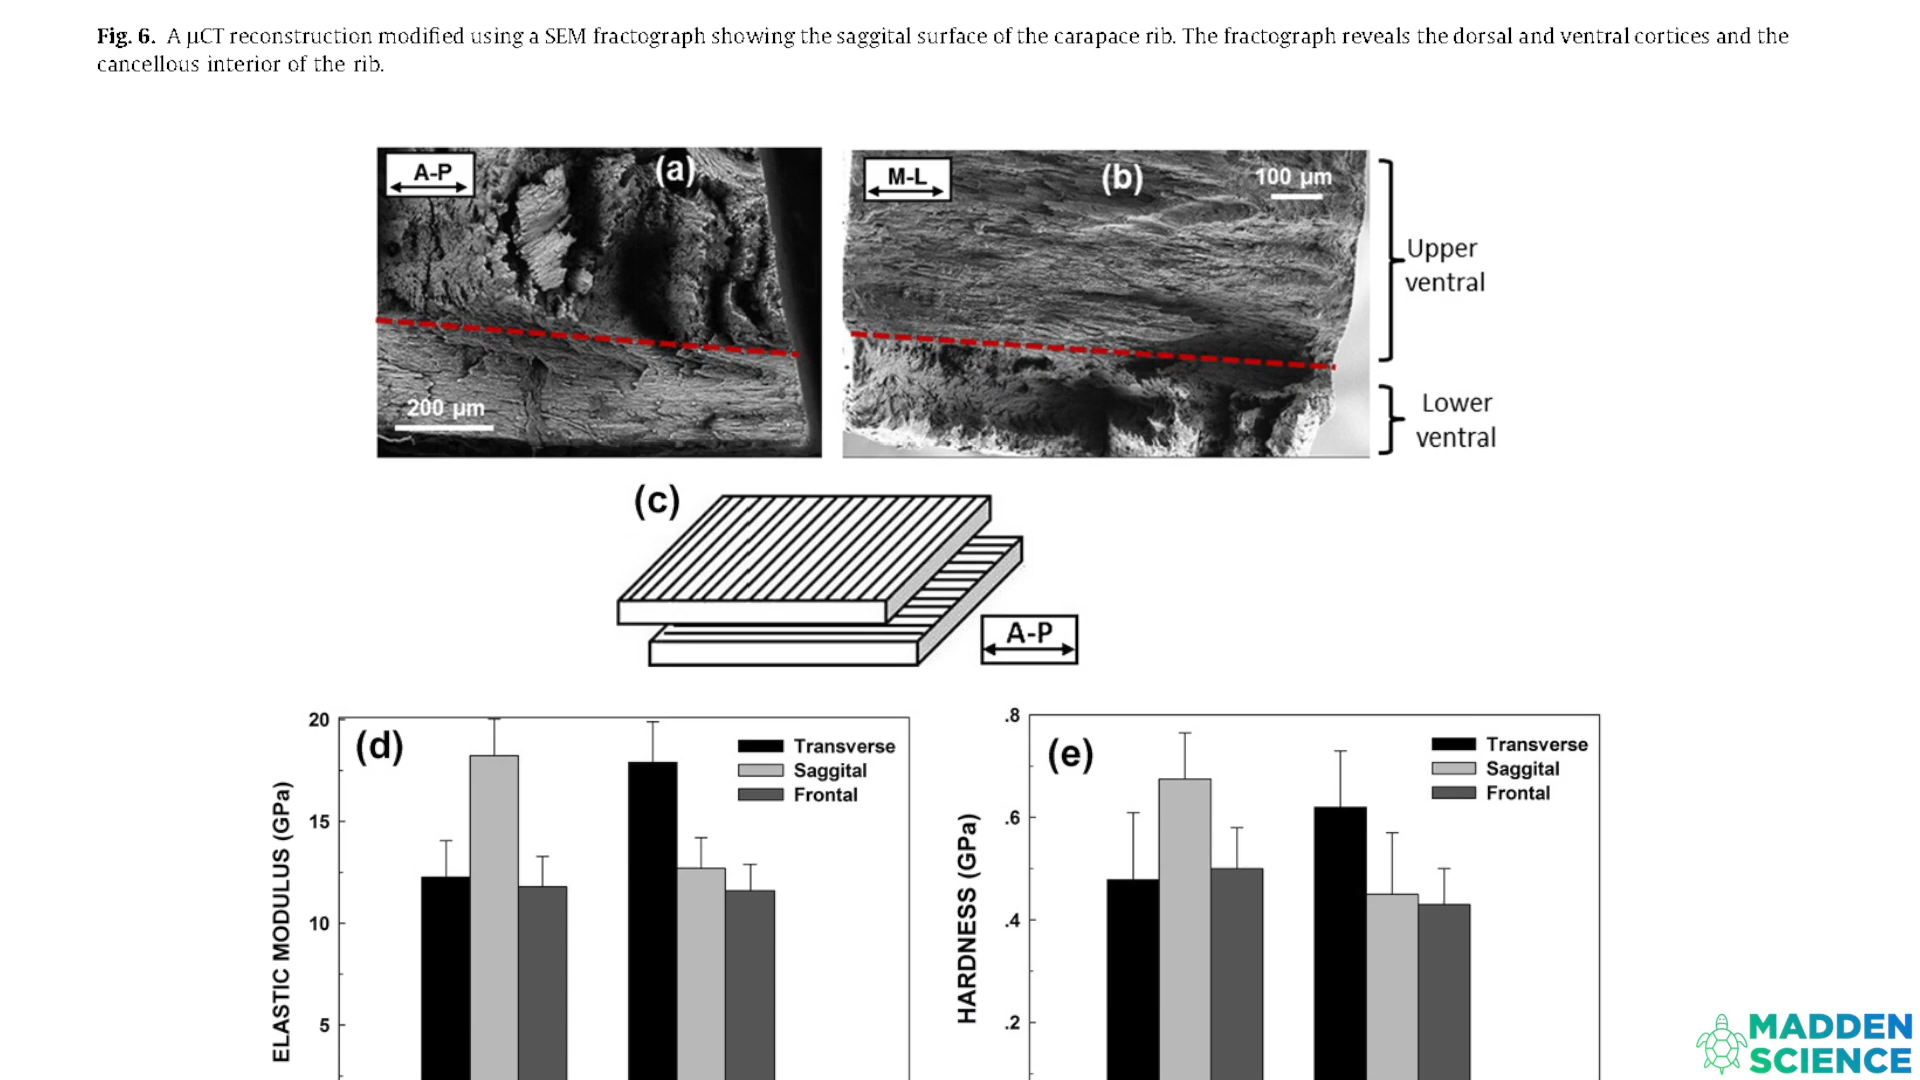 Fig. 6. A μCT reconstruction modified using a SEM fractograph showing the saggital surface of the carapace rib. The fractograph reveals the dorsal and ventral cortices and the
cancellous interior of the rib.
A-P
(a)
200 μm
M-L
(b)
100 μm
Upper
ventral
Lower
ventral
(c)
A-P
(d)
ELASTIC MODULUS (GPa)
20
15
10
5
Transverse
Saggital
Frontal
(e)
HARDNESS (GPa)
.8
.6
.4
.2
Transverse
Saggital
Frontal
MADDEN
SCIENCE